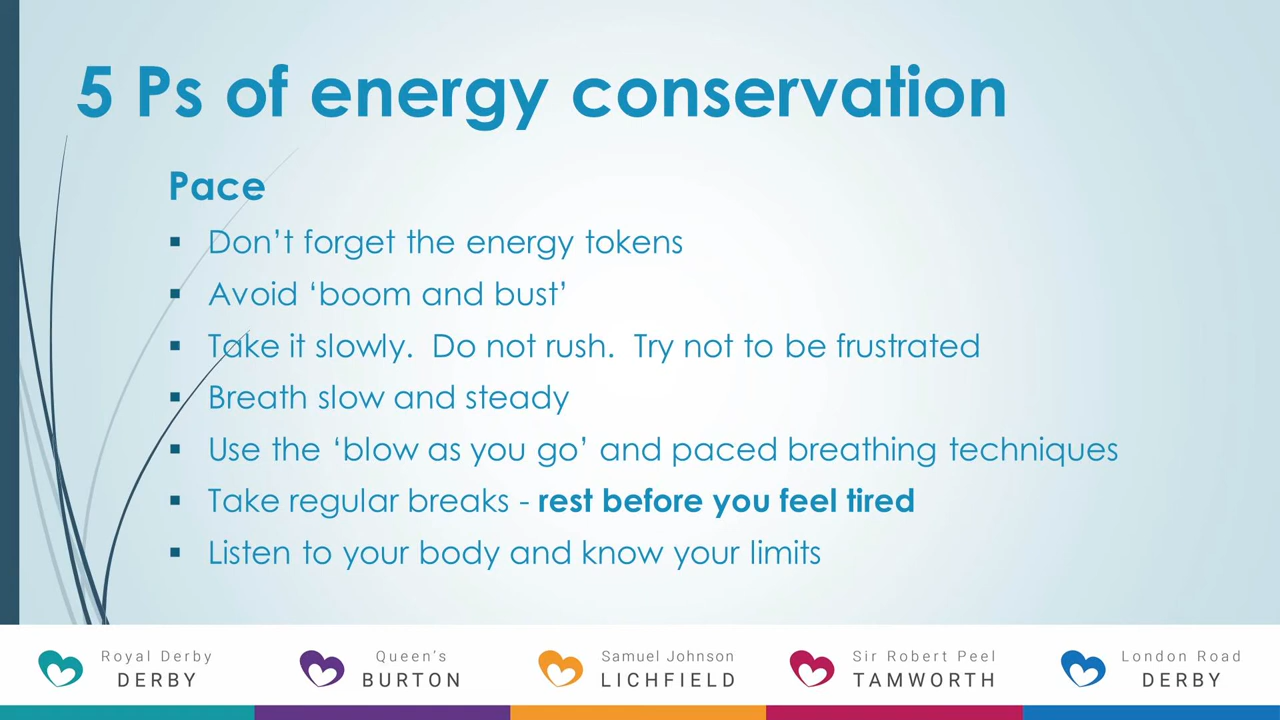 5 Ps of energy conservation
Pace
▪ Don’t forget the energy tokens
▪ Avoid ‘boom and bust’
▪ Take it slowly.  Do not rush.  Try not to be frustrated
▪ Breath slow and steady
▪ Use the ‘blow as you go’ and paced breathing techniques
▪ Take regular breaks - rest before you feel tired
▪ Listen to your body and know your limits
Royal Derby
DERBY
Queen’s
BURTON
Samuel Johnson
LICHFIELD
Sir Robert Peel
TAMWORTH
London Road
DERBY